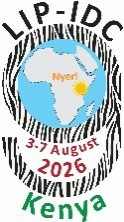 LIP-IDC
Nyeri
3-7 August
2026
Kenya